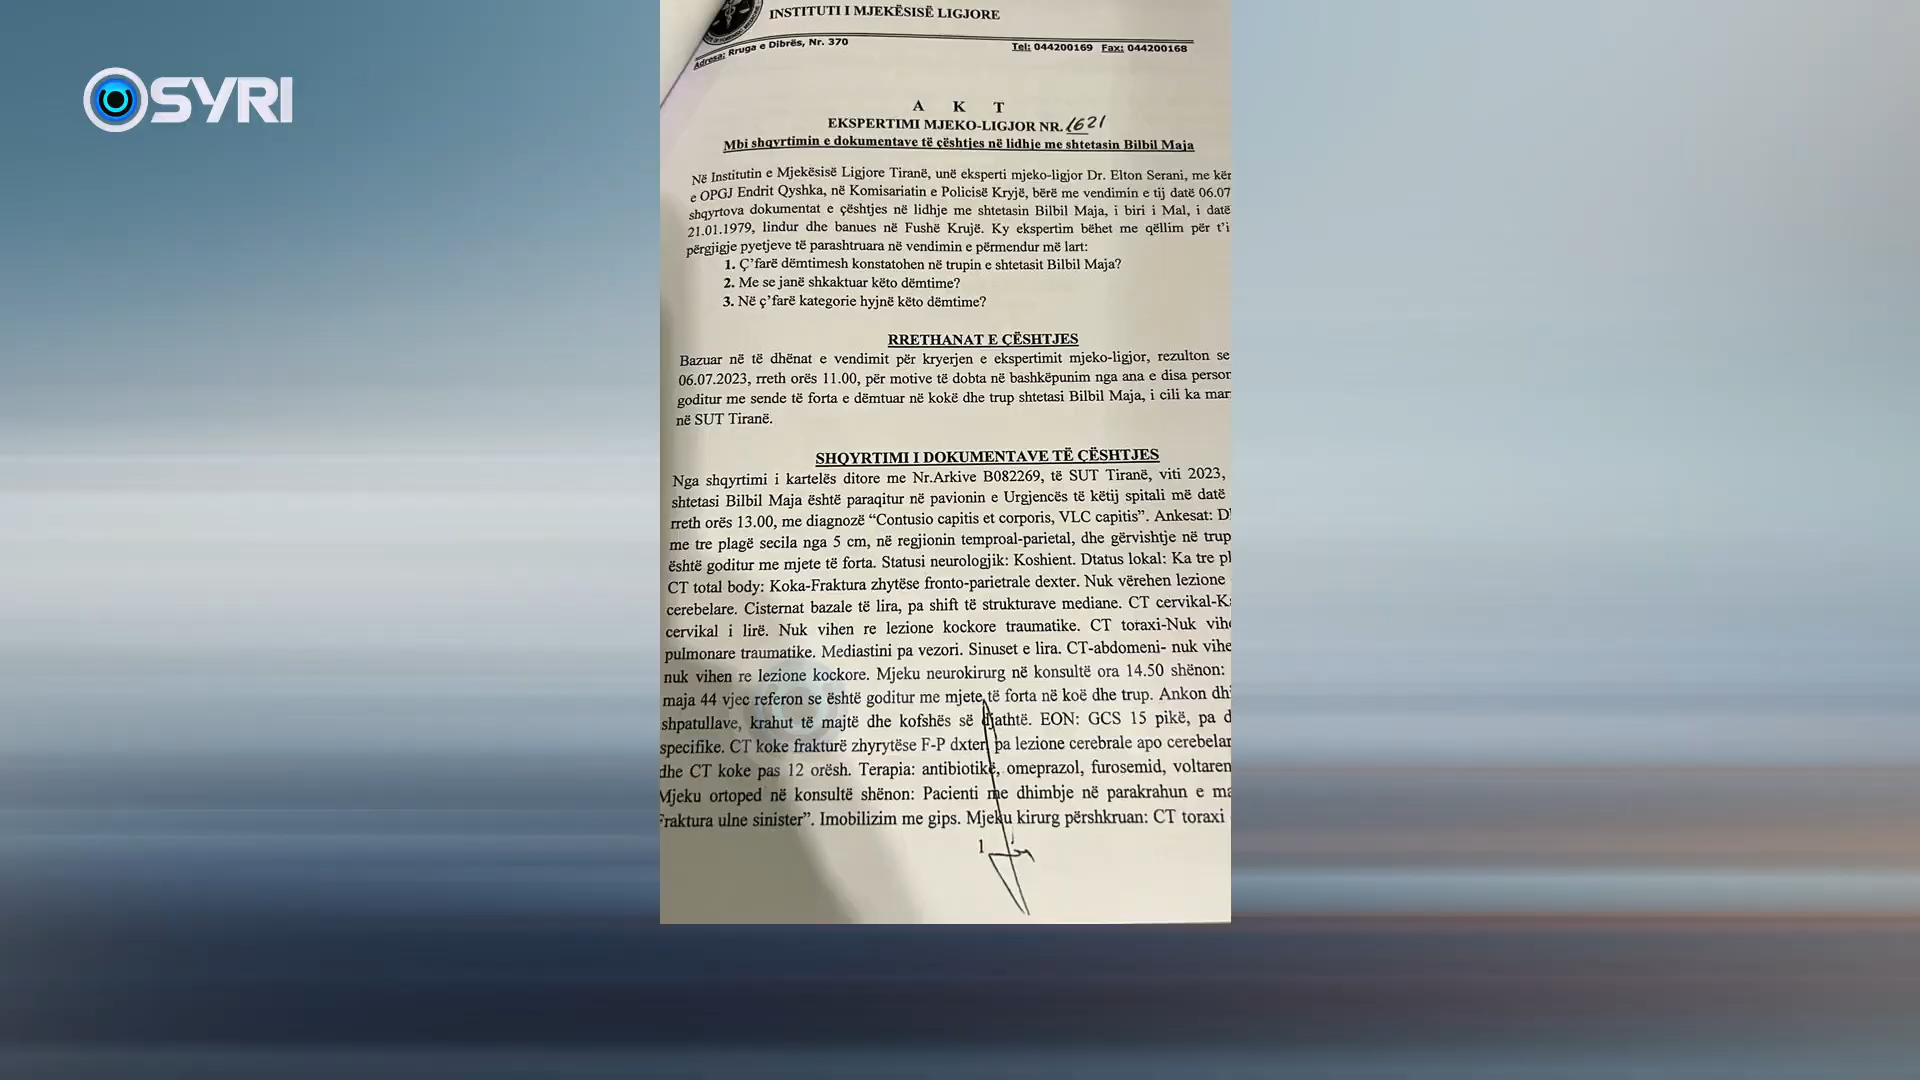 SYRI
INSTITUTI I MJEKËSISË LIGJORE
Adresa: Rruga e Dibrës, Nr. 370 Tel: 044200169 Fax: 044200168
A K T
EKSPERTIMI MJEKO-LIGJOR NR. 1621
Mbi shqyrtimin e dokumentave të çështjes në lidhje me shtetasin Bilbil Maja
Në Institutin e Mjekësisë Ligjore Tiranë, unë eksperti mjeko-ligjor Dr. Elton Serani, me kër
e OPGJ Endrit Qyshka, në Komisariatin e Policisë Kryjë, bërë me vendimin e tij datë 06.07
shqyrtova dokumentat e çështjes në lidhje me shtetasin Bilbil Maja, i biri i Mal, i datë
21.01.1979, lindur dhe banues në Fushë Krujë. Ky ekspertim bëhet me qëllim për t'i
përgjigje pyetjeve të parashtruara në vendimin e përmendur më lart:
1. Ç'farë dëmtimesh konstatohen në trupin e shtetasit Bilbil Maja?
2. Me se janë shkaktuar këto dëmtime?
3. Në ç'farë kategorie hyjnë këto dëmtime?
RRETHANAT E ÇËSHTJES
Bazuar në të dhënat e vendimit për kryerjen e ekspertimit mjeko-ligjor, rezulton se
06.07.2023, rreth orës 11.00, për motive të dobta në bashkëpunim nga ana e disa person
goditur me sende të forta e dëmtuar në kokë dhe trup shtetasi Bilbil Maja, i cili ka mar
në SUT Tiranë.
SHQYRTIMI I DOKUMENTAVE TË ÇËSHTJES
Nga shqyrtimi i kartelës ditore me Nr.Arkive B082269, të SUT Tiranë, viti 2023,
shtetasi Bilbil Maja është paraqitur në pavionin e Urgjencës të këtij spitali më datë
rreth orës 13.00, me diagnozë “Contusio capitis et corporis, VLC capitis”. Ankesat: D
me tre plagë secila nga 5 cm, në regjionin temproal-parietal, dhe gërvishtje në trup
është goditur me mjete të forta. Statusi neurologjik: Koshient. Dtatus lokal: Ka tre pl
CT total body: Koka-Fraktura zhytëse fronto-parietrale dexter. Nuk vërehen lezione
cerebelare. Cisternat bazale të lira, pa shift të strukturave mediane. CT cervikal-K
cervikal i lirë. Nuk vihen re lezione kockore traumatike. CT toraxi-Nuk vihe
pulmonare traumatike. Mediastini pa vezori. Sinuset e lira. CT-abdomeni- nuk vihe
nuk vihen re lezione kockore. Mjeku neurokirurg në konsultë ora 14.50 shënon:
maja 44 vjec referon se është goditur me mjete të forta në koë dhe trup. Ankon dhi
shpatullave, krahut të majtë dhe kofshës së djathtë. EON: GCS 15 pikë, pa d
specifike. CT koke frakturë zhyrytëse F-P dxter pa lezione cerebrale apo cerebelar
dhe CT koke pas 12 orësh. Terapia: antibiotikë, omeprazol, furosemid, voltaren
Mjeku ortoped në konsultë shënon: Pacienti me dhimbje në parakrahun e ma
Fraktura ulne sinister”. Imobilizim me gips. Mjeku kirurg përshkruan: CT toraxi
1